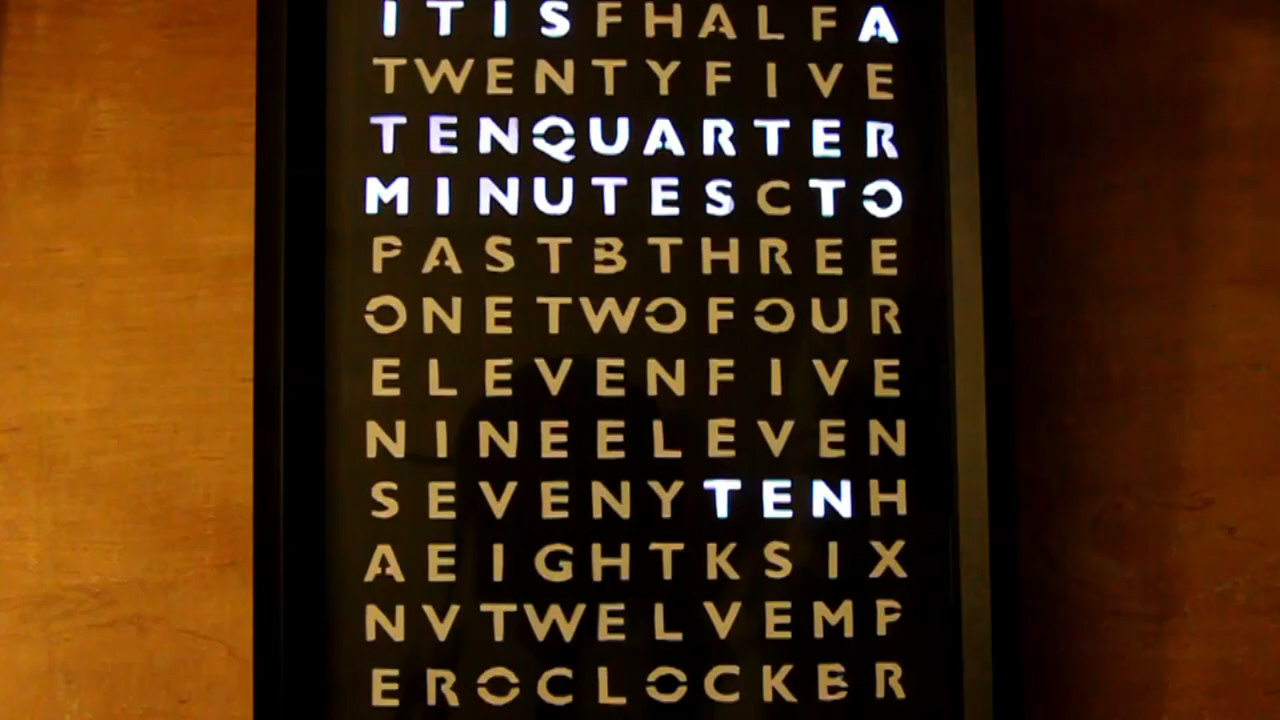 ITISFHALFA
TWENTYFIVE
TENQUARTER
MINUTESCTO
PASTBTHREE
ONETWOFOUR
ELEVENFIVE
NINEELEVEN
SEVENYTENH
AEIGHTKSIX
NVTWELVEMP
EROCLOCKER